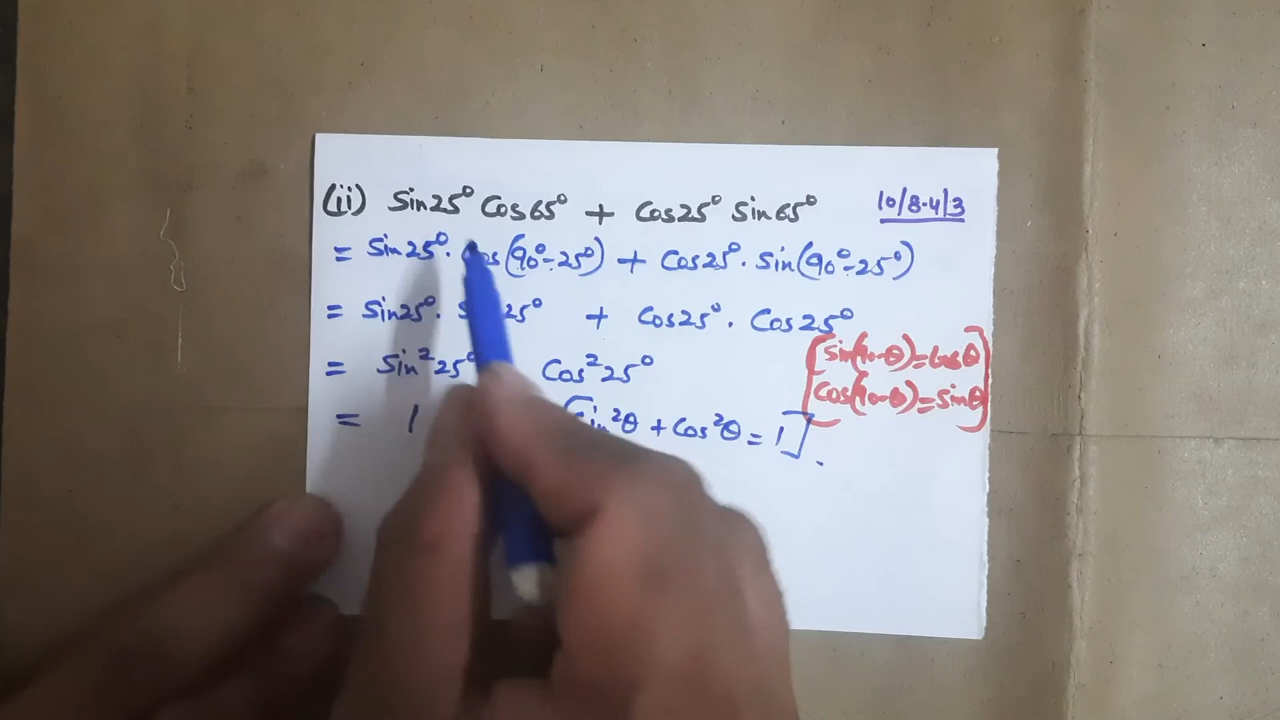 (ii) Sin25° Cos65° + Cos25° Sin65°
10/8.4/3
= Sin25°. Cos(90°-25°) + Cos25°. Sin(90°-25°)
= Sin25°. 25° + Cos25°. Cos25°
= Sin²25° Cos²25°
[Sin(90-θ)=Cosθ
Cos(90-θ)=Sinθ]
= 1 [Sin²θ + Cos²θ = 1].